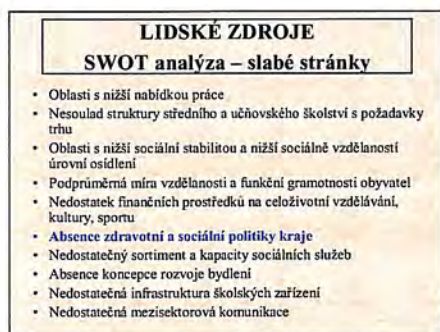 LIDSKÉ ZDROJE
SWOT analýza – slabé stránky
• Oblasti s nižší nabídkou práce
• Nesoulad struktury středního a učňovského školství s požadavky
trhu
• Oblasti s nižší sociální stabilitou a nižší sociálně vzdělaností
úrovní osídlení
• Podprůměrná míra vzdělanosti a funkční gramotnosti obyvatel
• Nedostatek finančních prostředků na celoživotní vzdělávání,
kultury, sportu
• Absence zdravotní a sociální politiky kraje
• Nedostatečný sortiment a kapacity sociálních služeb
• Absence koncepce rozvoje bydlení
• Nedostatečná infrastruktura školských zařízení
• Nedostatečná mezisektorová komunikace